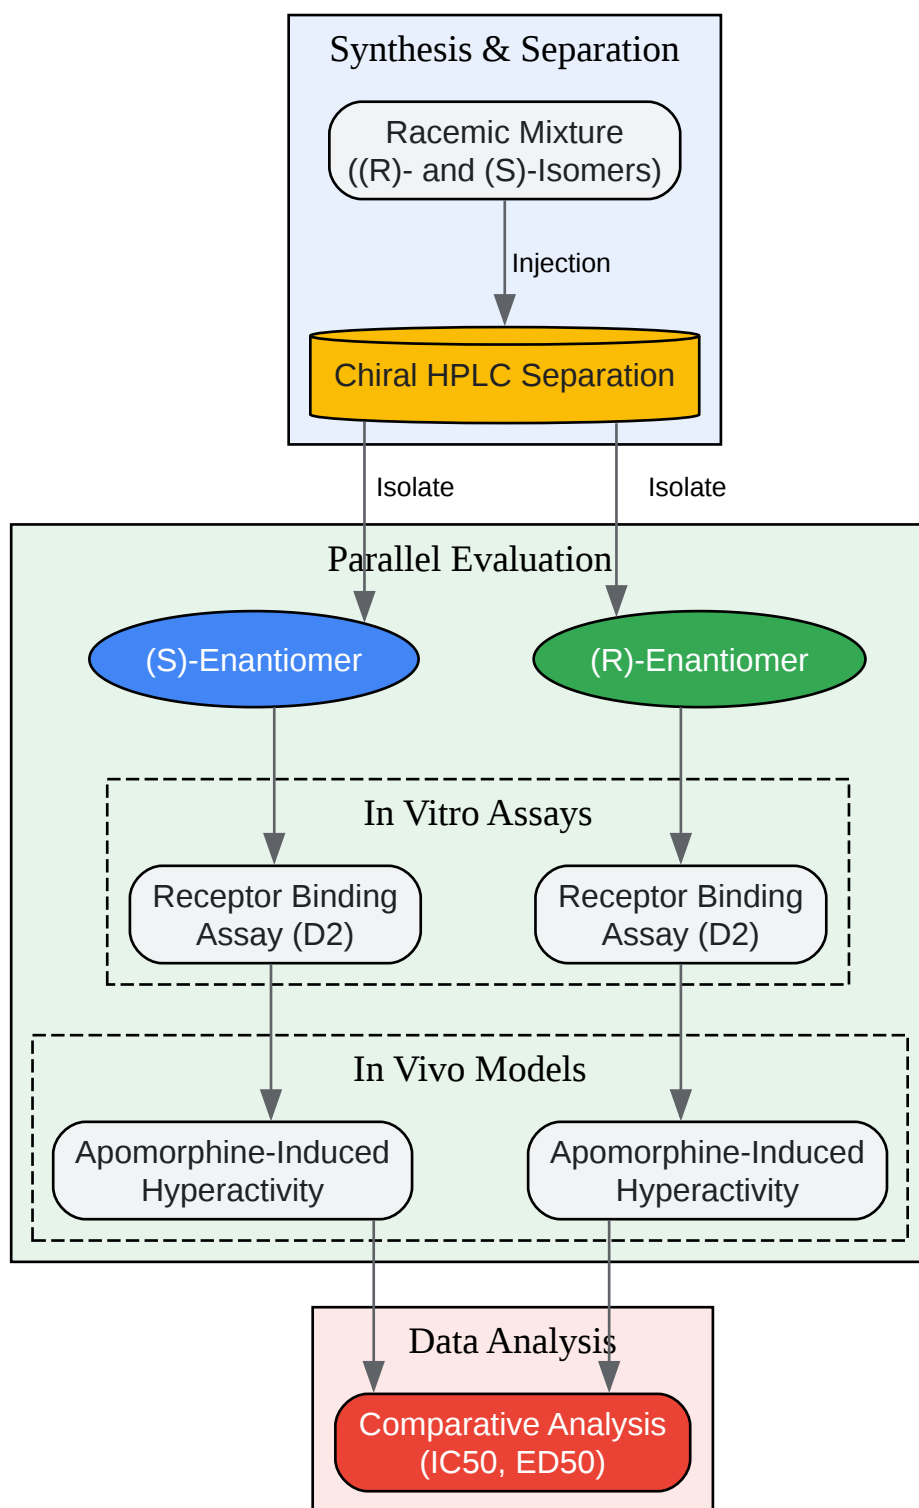 Synthesis & Separation
Racemic Mixture
((R)- and (S)-Isomers)
Injection
Chiral HPLC Separation
Isolate
Isolate
Parallel Evaluation
(S)-Enantiomer
(R)-Enantiomer
In Vitro Assays
Receptor Binding
Assay (D2)
Receptor Binding
Assay (D2)
In Vivo Models
Apomorphine-Induced
Hyperactivity
Apomorphine-Induced
Hyperactivity
Data Analysis
Comparative Analysis
(IC50, ED50)